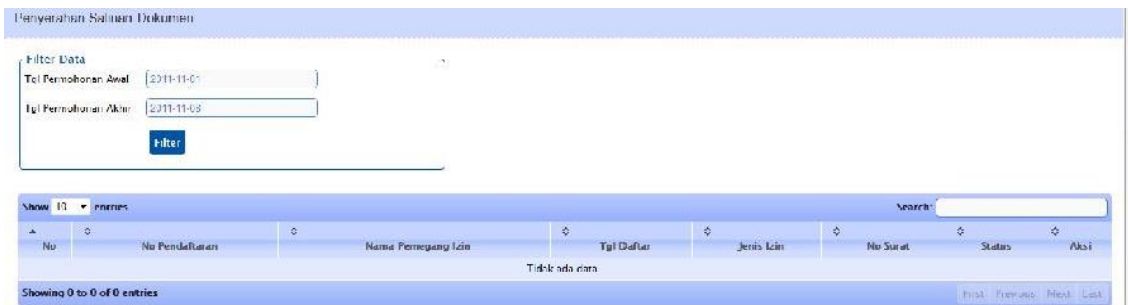 Penyerahan Salinan Dokumen
Filter Data
Tgl Permohonan Awal 2011-11-01
Tgl Permohonan Akhir 2011-11-08
Filter
Show 10 entries Search:
No No Pendaftaran Nama Pemegang Izin Tgl Daftar Jenis Izin No Surat Status Aksi
Tidak ada data
Showing 0 to 0 of 0 entries First Previous Next Last